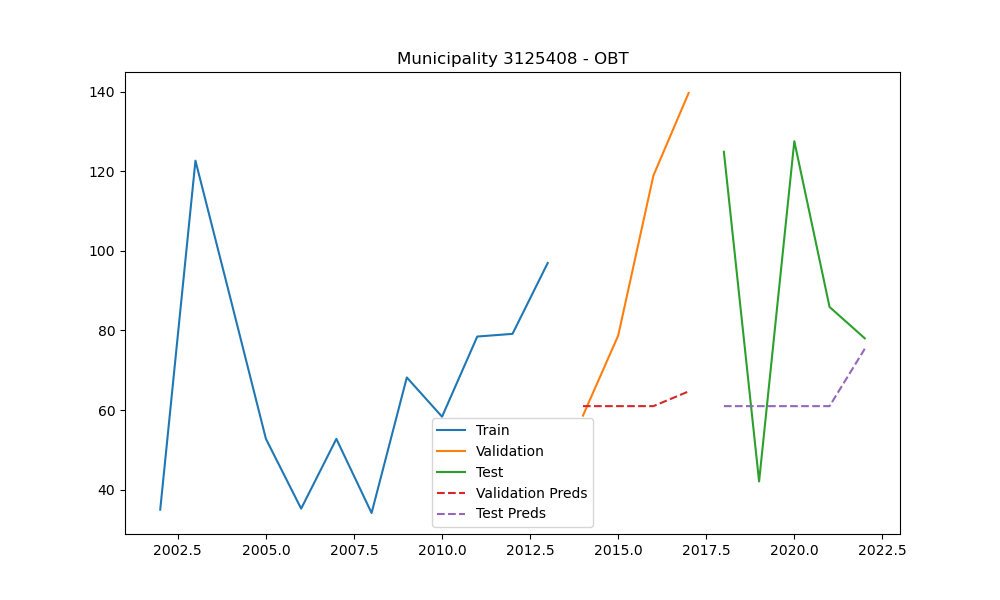 Municipality 3125408 - OBT
140
120
100
80
60
40
Train
Validation
Test
Validation Preds
Test Preds
2002.5 2005.0 2007.5 2010.0 2012.5 2015.0 2017.5 2020.0 2022.5